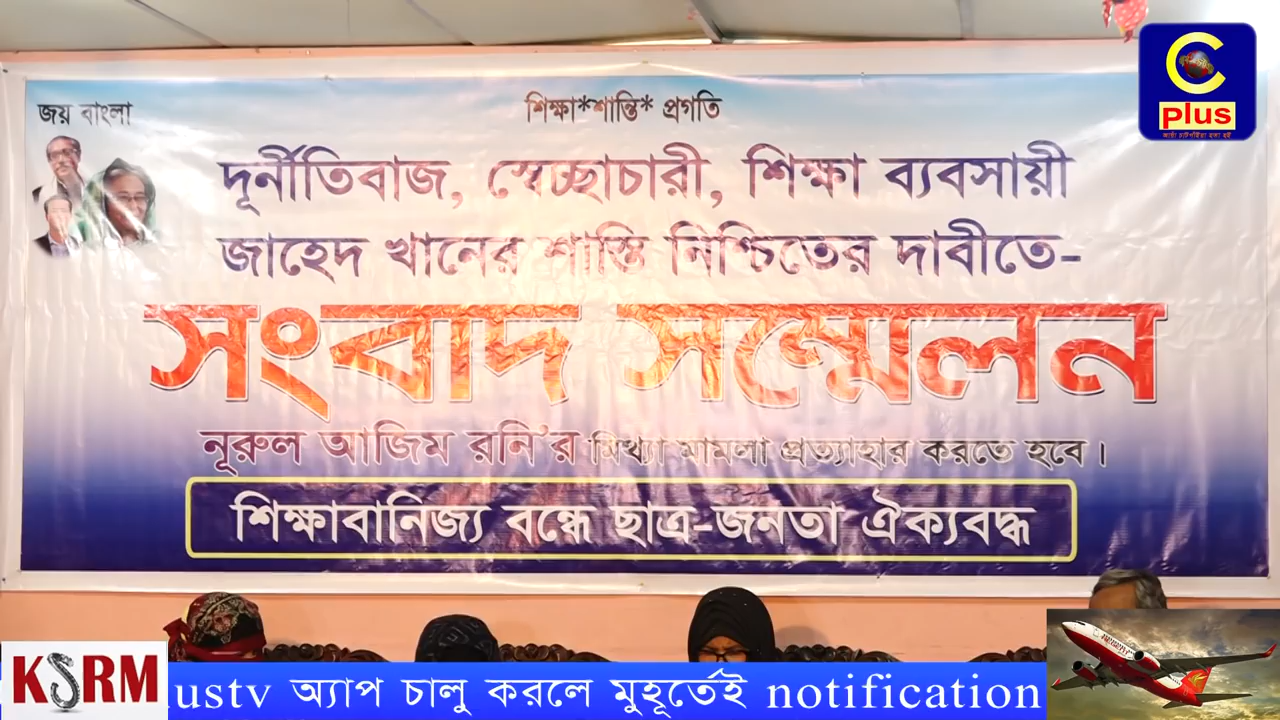 জয় বাংলা
শিক্ষা*শান্তি* প্রগতি
দূর্নীতিবাজ, স্বেচ্ছাচারী, শিক্ষা ব্যবসায়ী
জাহেদ খানের শাস্তি নিশ্চিতের দাবীতে-
সংবাদ সম্মেলন
নূরুল আজিম রনি'র মিথ্যা মামলা প্রত্যাহার করতে হবে।
শিক্ষাবানিজ্য বন্ধে ছাত্র-জনতা ঐক্যবদ্ধ
C
plus
KSRM
ustv অ্যাপ চালু করলে মুহূর্তেই notification